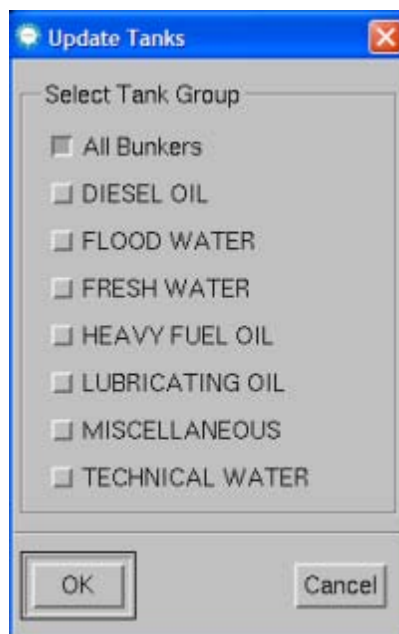 Update Tanks
Select Tank Group
All Bunkers
DIESEL OIL
FLOOD WATER
FRESH WATER
HEAVY FUEL OIL
LUBRICATING OIL
MISCELLANEOUS
TECHNICAL WATER
OK Cancel